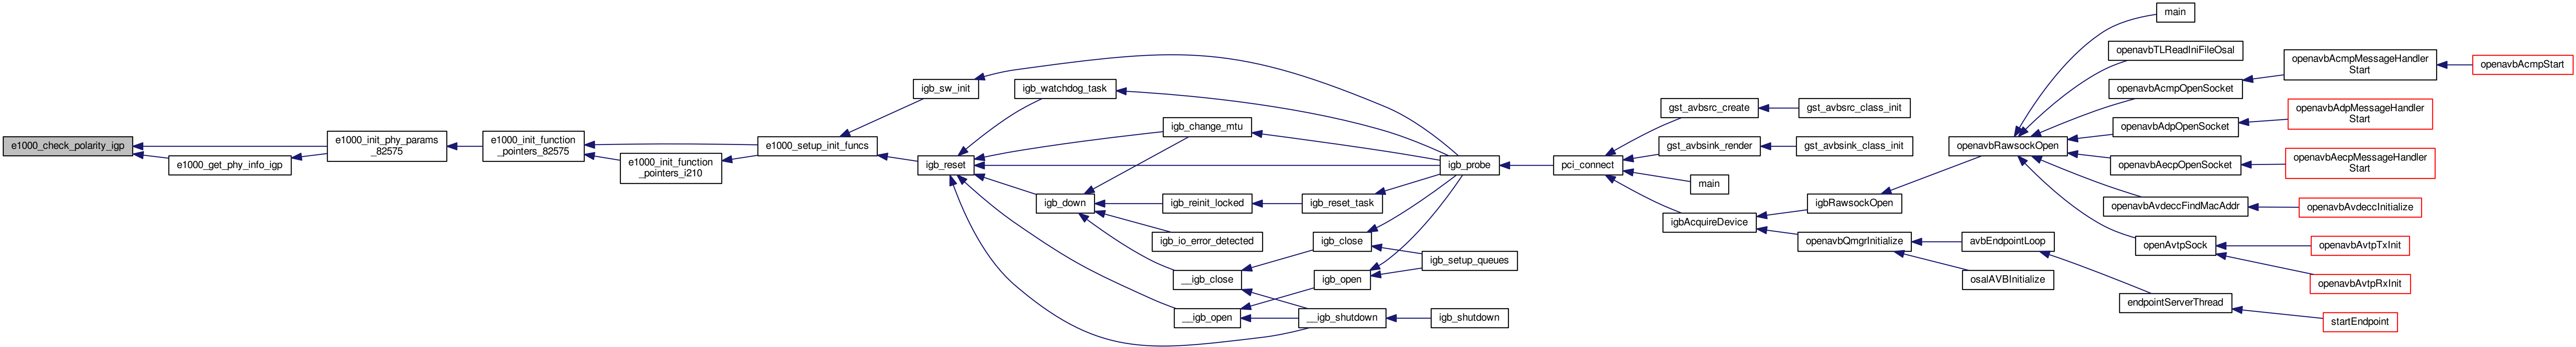 e1000_check_polarity_igp
e1000_get_phy_info_igp
e1000_init_phy_params
_82575
e1000_init_function
_pointers_82575
e1000_init_function
_pointers_i210
e1000_setup_init_funcs
igb_sw_init
igb_reset
igb_watchdog_task
igb_down
igb_change_mtu
igb_reinit_locked
igb_io_error_detected
__igb_close
__igb_open
igb_reset_task
igb_close
igb_open
__igb_shutdown
igb_probe
igb_setup_queues
igb_shutdown
pci_connect
gst_avbsrc_create
gst_avbsink_render
main
igbAcquireDevice
gst_avbsrc_class_init
gst_avbsink_class_init
igbRawsockOpen
openavbQmgrInitialize
openavbRawsockOpen
avbEndpointLoop
osalAVBInitialize
main
openavbTLReadIniFileOsal
openavbAcmpOpenSocket
openavbAdpOpenSocket
openavbAecpOpenSocket
openavbAvdeccFindMacAddr
openAvtpSock
endpointServerThread
openavbAcmpMessageHandler
Start
openavbAdpMessageHandler
Start
openavbAecpMessageHandler
Start
openavbAvdeccInitialize
openavbAvtpTxInit
openavbAvtpRxInit
startEndpoint
openavbAcmpStart